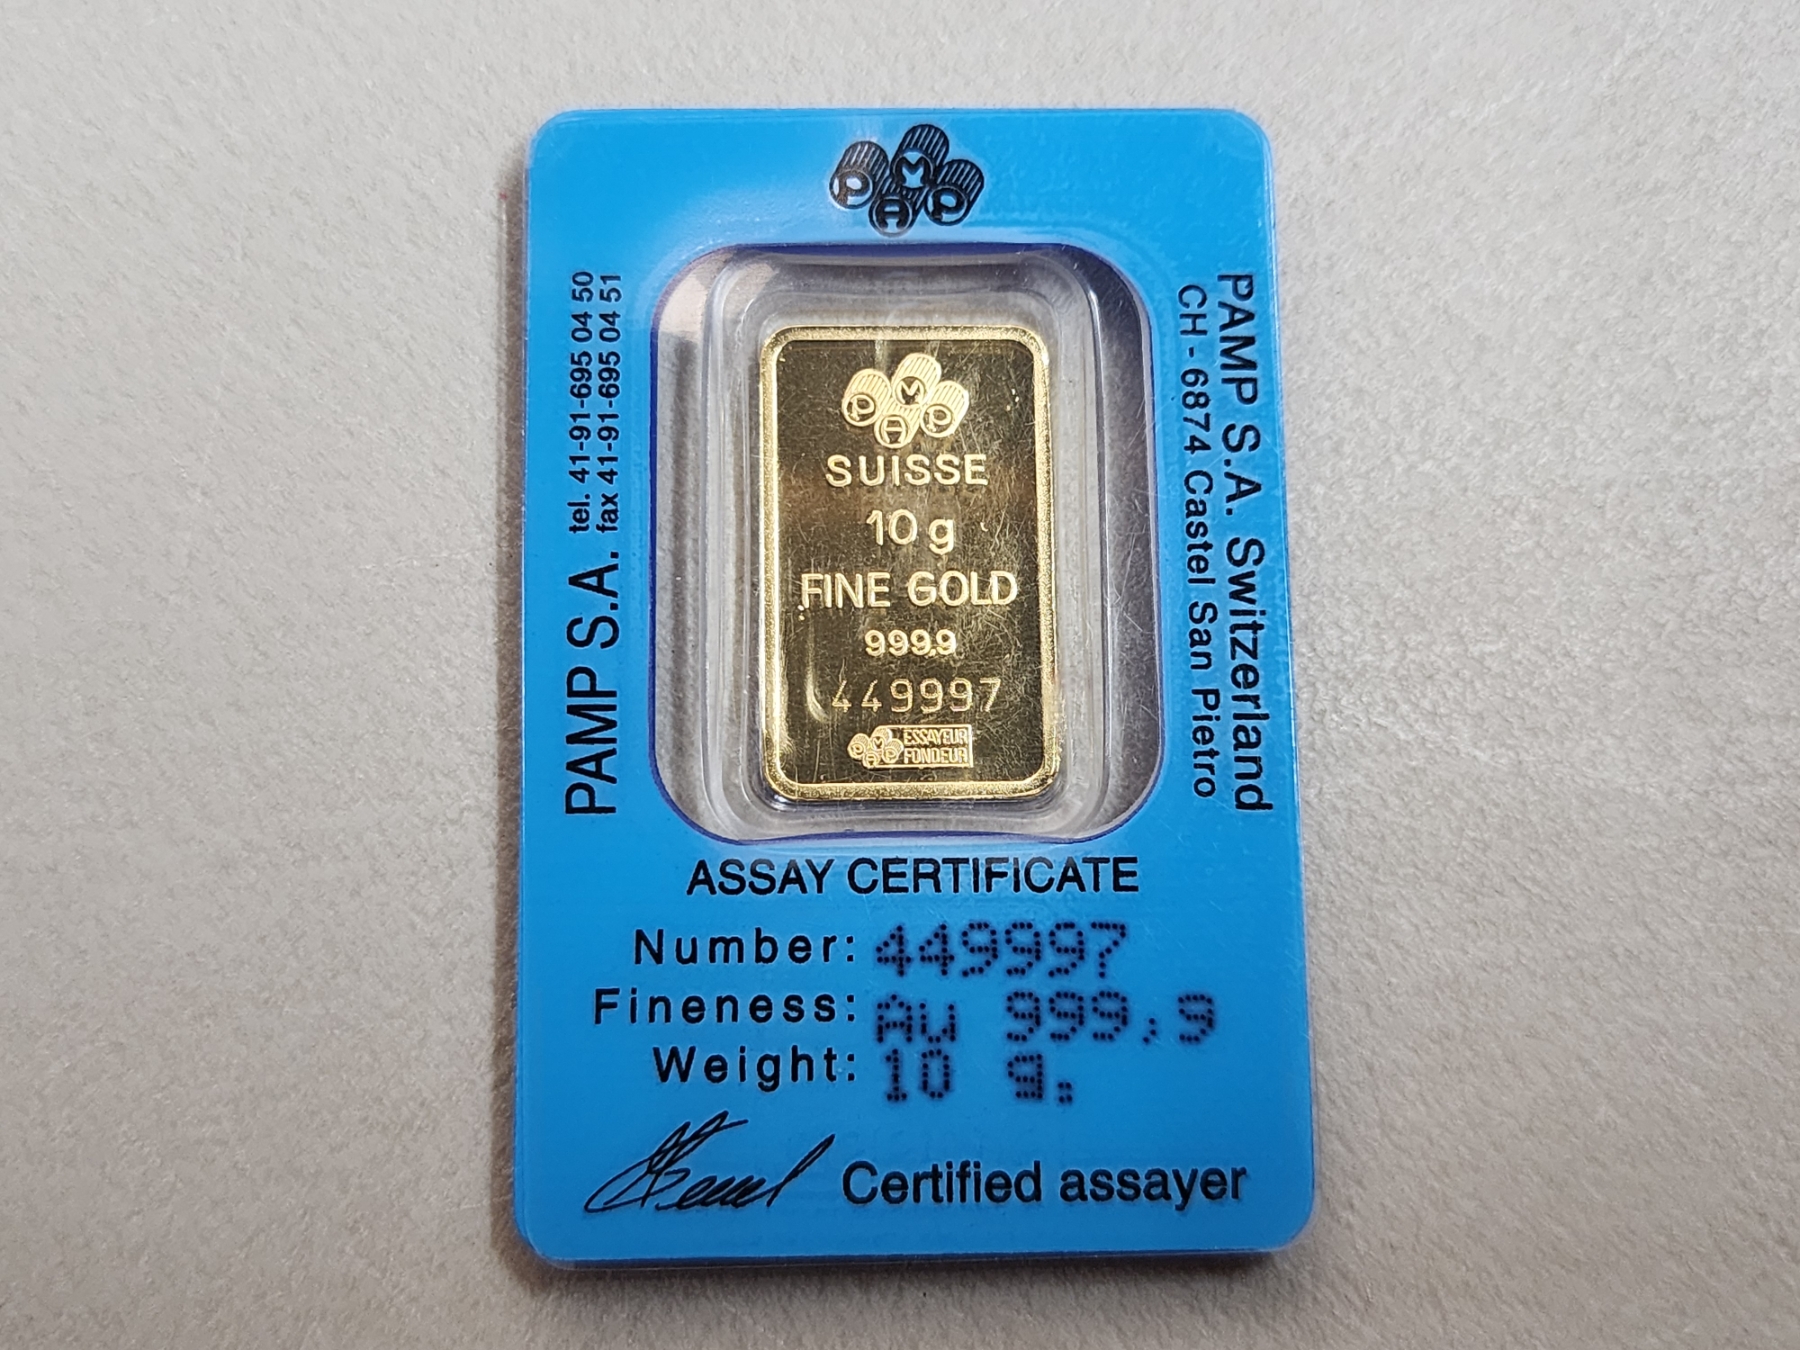 PAMP
PAMP S.A. tel. 41-91-695 04 50
fax 41-91-695 04 51
PAMP S.A. Switzerland
CH - 6874 Castel San Pietro
PAMP
SUISSE
10 g
FINE GOLD
999,9
449997
PAMP ESSAYEUR
FONDEUR
ASSAY CERTIFICATE
Number: 449997
Fineness: Au 999,9
Weight: 10 g.
Certified assayer